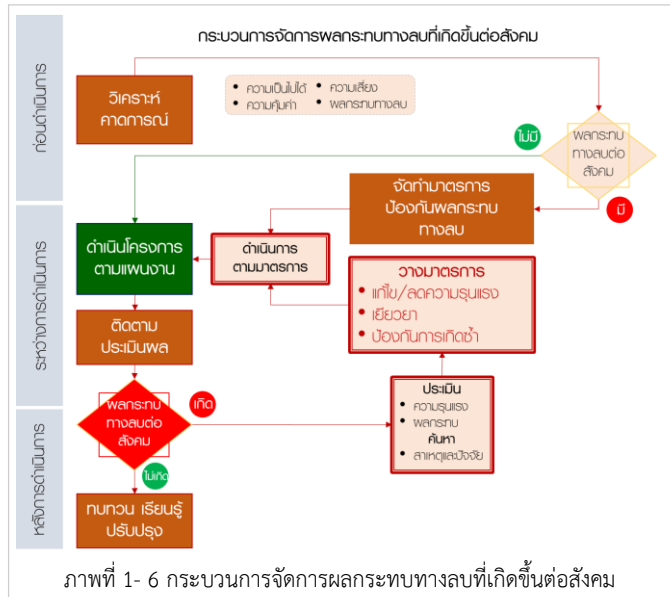 กระบวนการจัดการผลกระทบทางลบที่เกิดขึ้นต่อสังคม
ก่อนดำเนินการ
วิเคราะห์
คาดการณ์
• ความเป็นไปได้ • ความเสี่ยง
• ความคุ้มค่า • ผลกระทบทางลบ
ผลกระทบ
ทางลบต่อ
สังคม
ไม่มี
มี
จัดทำมาตรการ
ป้องกันผลกระทบ
ทางลบ
ระหว่างการดำเนินการ
ดำเนินโครงการ
ตามแผนงาน
ดำเนินการ
ตามมาตรการ
วางมาตรการ
• แก้ไข/ลดความรุนแรง
• เยียวยา
• ป้องกันการเกิดซ้ำ
ติดตาม
ประเมินผล
ประเมิน
• ความรุนแรง
• ผลกระทบ
ค้นหา
• สาเหตุและปัจจัย
หลังการดำเนินการ
ผลกระทบ
ทางลบต่อ
สังคม
เกิด
ไม่เกิด
ทบทวน เรียนรู้
ปรับปรุง
ภาพที่ 1- 6 กระบวนการจัดการผลกระทบทางลบที่เกิดขึ้นต่อสังคม